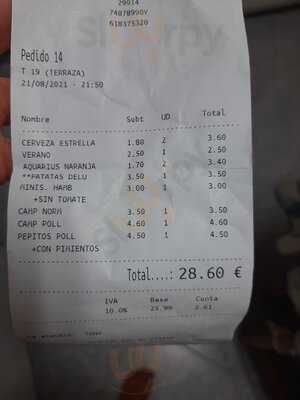 29014
74878990V
618375320
Pedido 14
T 19 (TERRAZA)
21/08/2021 - 21:50
Nombre Subt UD Total
CERVEZA ESTRELLA 1.80 2 3.60
VERANO 2.50 1 2.50
AQUARIUS NARANJA 1.70 2 3.40
**PATATAS DELU 3.50 1 3.50
MINIS. HAMB 3.00 1 3.00
+SIN TOMATE
CAMP NORM 3.50 1 3.50
CAMP POLL 4.60 1 4.60
PEPITOS POLL 4.50 1 4.50
+CON PIMIENTOS
Total....: 28.60 €
IVA Base Cuota
10.0% 25.99 2.61